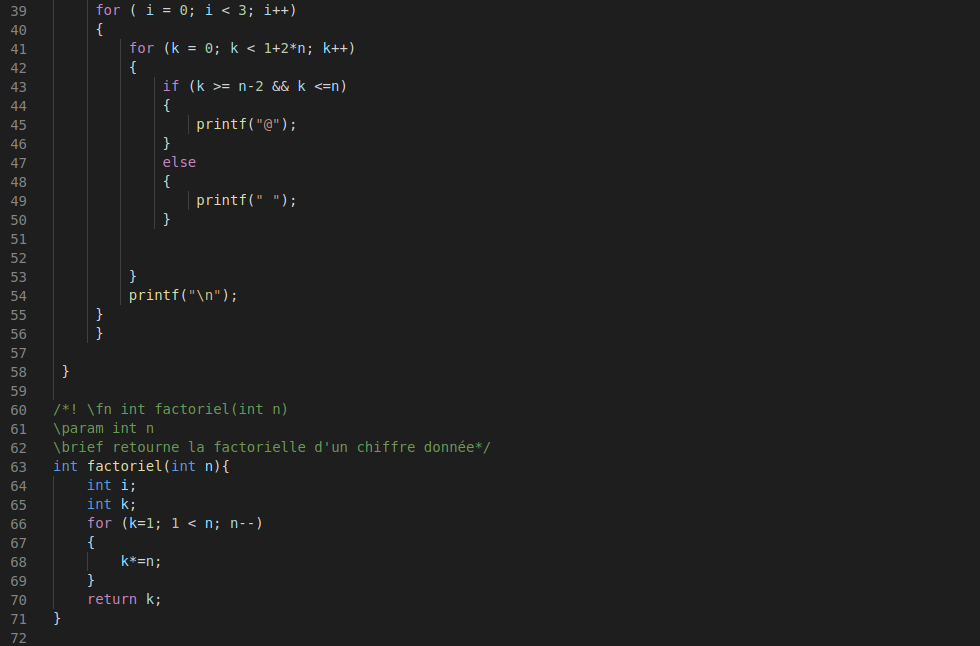 39 for ( i = 0; i < 3; i++)
40 {
41 for (k = 0; k < 1+2*n; k++)
42 {
43 if (k >= n-2 && k <=n)
44 {
45 printf("@");
46 }
47 else
48 {
49 printf(" ");
50 }
51
52
53 }
54 printf("\n");
55 }
56 }
57
58 }
59
60 /*! \fn int factoriel(int n)
61 \param int n
62 \brief retourne la factorielle d'un chiffre donnée*/
63 int factoriel(int n){
64 int i;
65 int k;
66 for (k=1; 1 < n; n--)
67 {
68 k*=n;
69 }
70 return k;
71 }
72